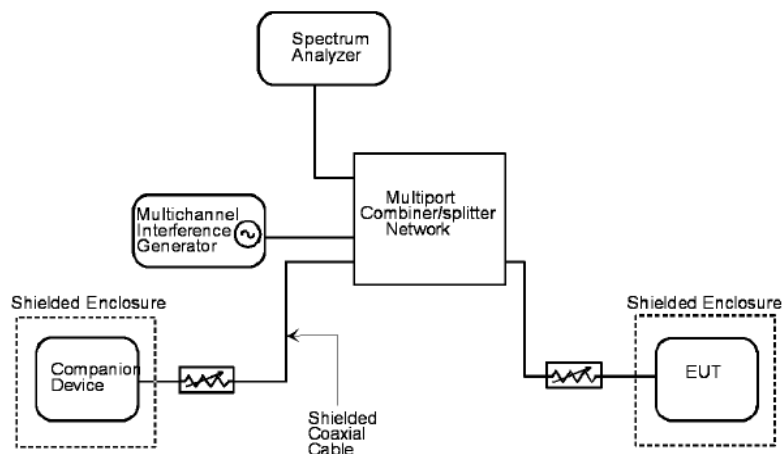 Spectrum
Analyzer
Multiport
Combiner/splitter
Network
Multichannel
Interference
Generator
Shielded Enclosure
Companion
Device
Shielded
Coaxial
Cable
Shielded Enclosure
EUT